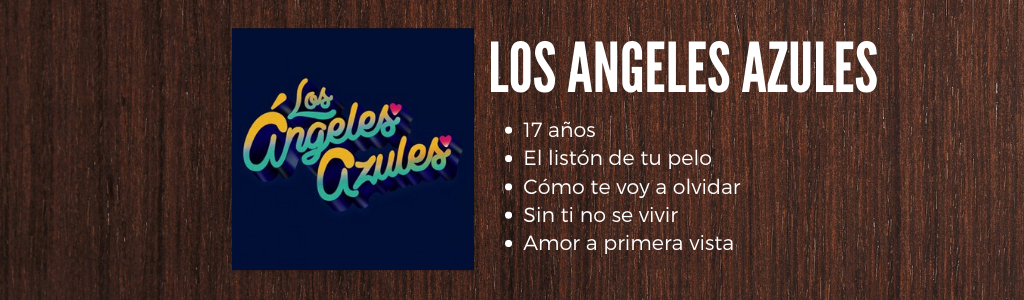 Los
Ángeles
Azules
LOS ANGELES AZULES
17 años
El listón de tu pelo
Cómo te voy a olvidar
Sin ti no se vivir
Amor a primera vista